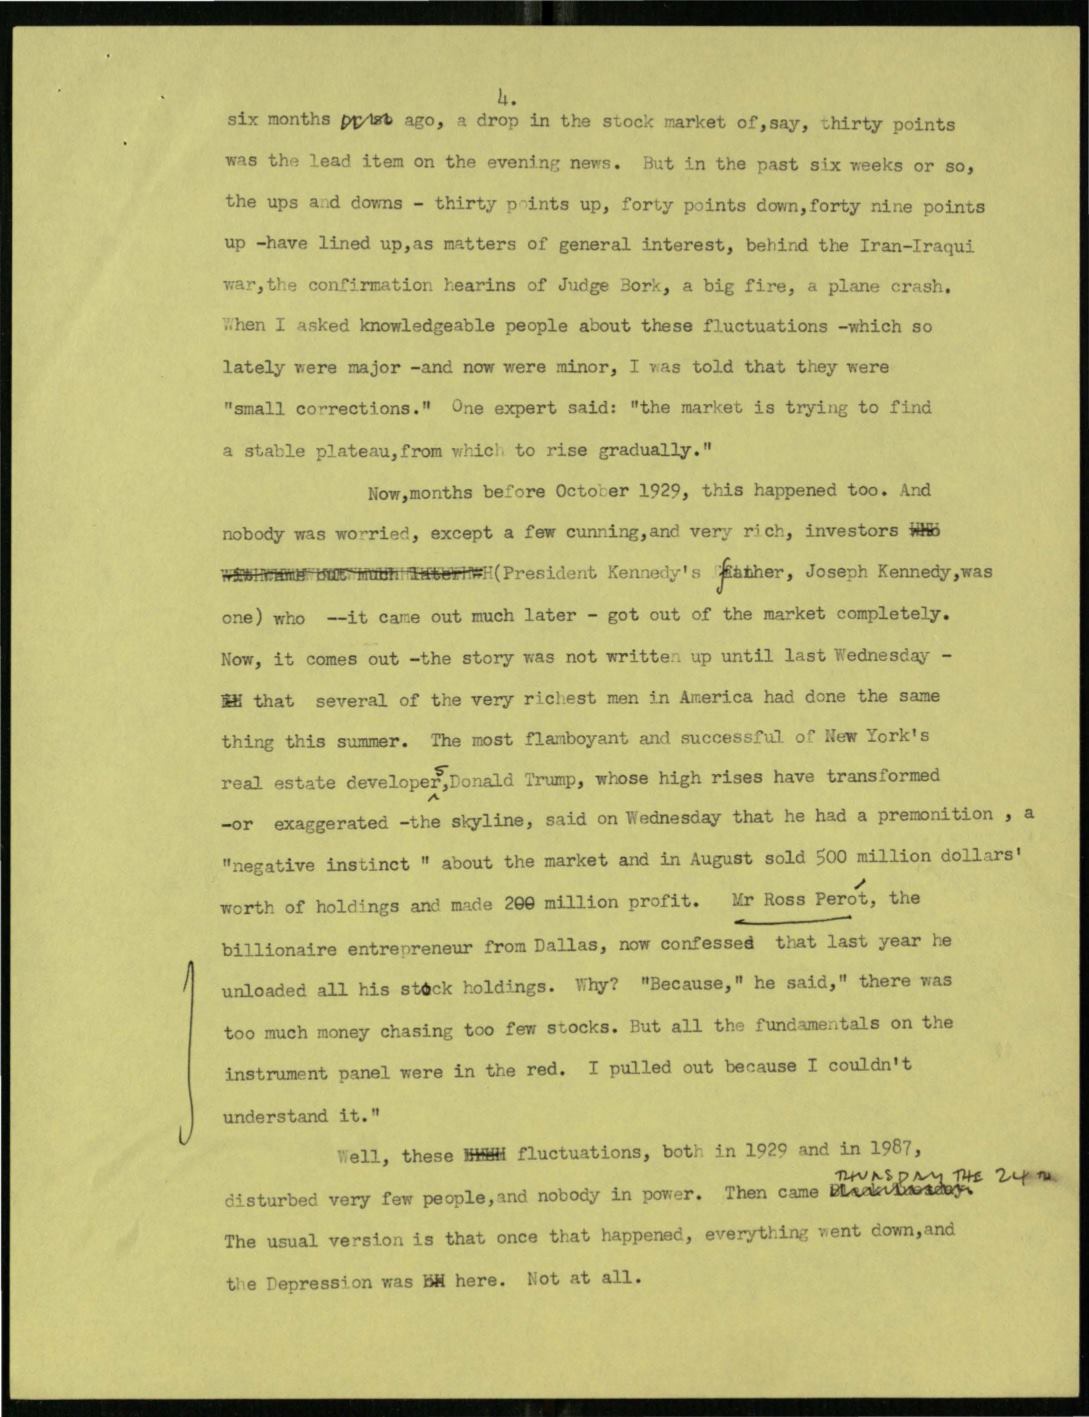 4.
six months ago, a drop in the stock market of,say, thirty points
was the lead item on the evening news. But in the past six weeks or so,
the ups and downs - thirty points up, forty points down,forty nine points
up -have lined up,as matters of general interest, behind the Iran-Iraqui
war,the confirmation hearins of Judge Bork, a big fire, a plane crash.
When I asked knowledgeable people about these fluctuations -which so
lately were major -and now were minor, I was told that they were
"small corrections." One expert said: "the market is trying to find
a stable plateau,from which to rise gradually."
Now,months before October 1929, this happened too. And
nobody was worried, except a few cunning,and very rich, investors
(President Kennedy's father, Joseph Kennedy,was
one) who --it came out much later - got out of the market completely.
Now, it comes out -the story was not written up until last Wednesday -
that several of the very richest men in America had done the same
thing this summer. The most flamboyant and successful of New York's
real estate developers,Donald Trump, whose high rises have transformed
-or exaggerated -the skyline, said on Wednesday that he had a premonition , a
"negative instinct " about the market and in August sold 500 million dollars'
worth of holdings and made 200 million profit. Mr Ross Perot, the
billionaire entrepreneur from Dallas, now confessed that last year he
unloaded all his stock holdings. Why? "Because," he said," there was
too much money chasing too few stocks. But all the fundamentals on the
instrument panel were in the red. I pulled out because I couldn't
understand it."
Well, these fluctuations, both in 1929 and in 1987,
disturbed very few people,and nobody in power. Then came THURSDAY THE 24TH
The usual version is that once that happened, everything went down,and
the Depression was here. Not at all.